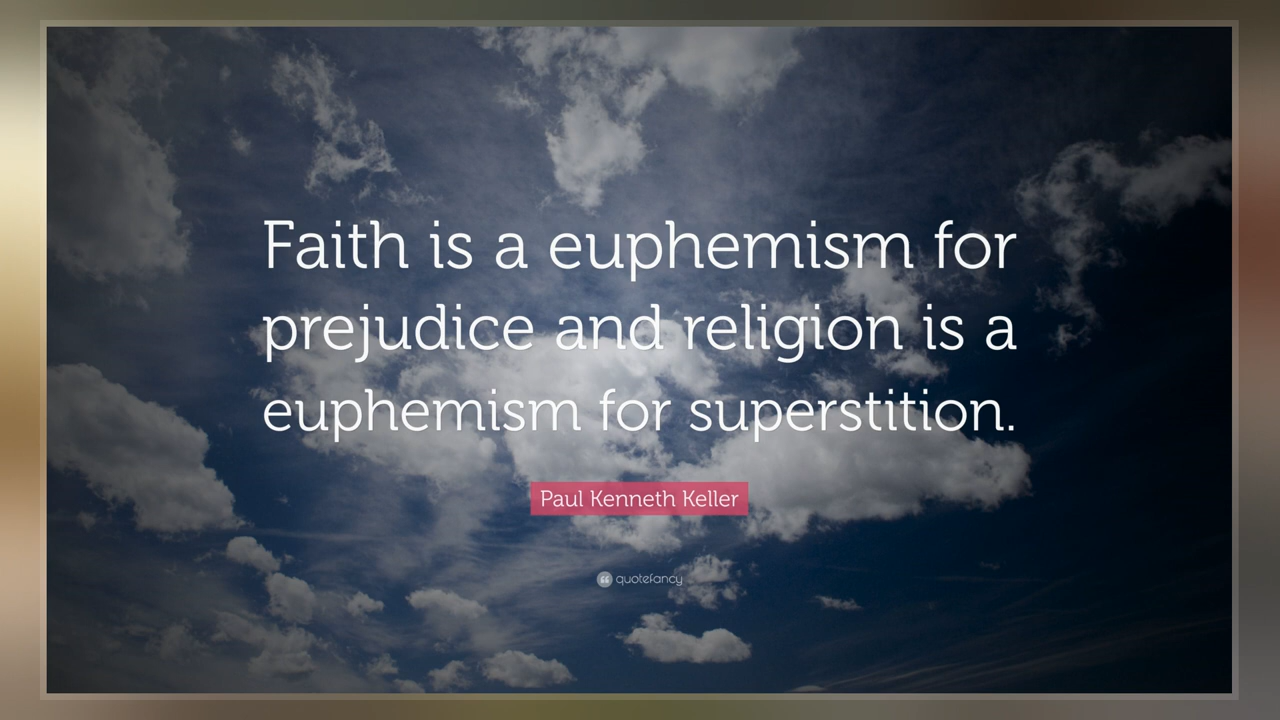 Faith is a euphemism for
prejudice and religion is a
euphemism for superstition.
Paul Kenneth Keller
quotefancy